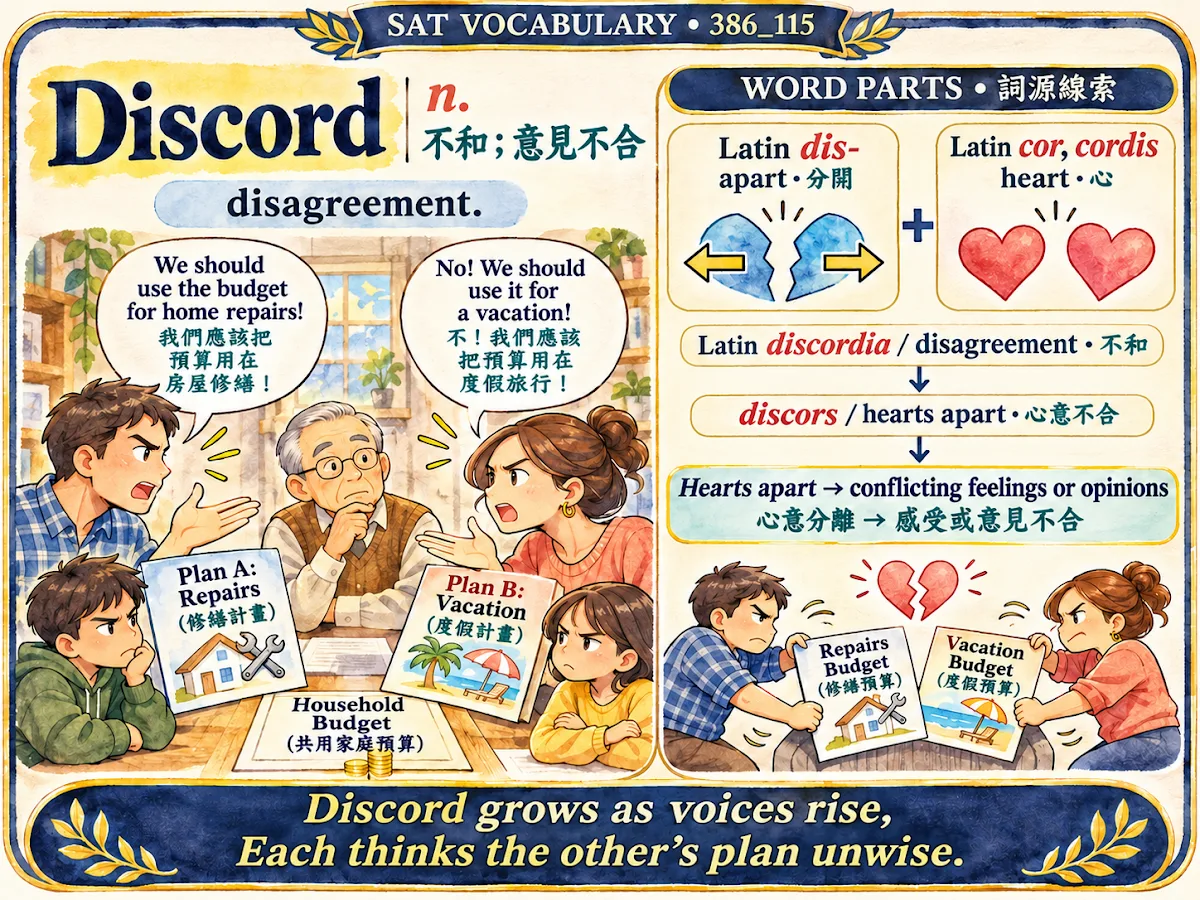 SAT VOCABULARY • 386_115
Discord
n.
不和；意見不合
disagreement.
We should
use the budget
for home repairs!
我們應該把
預算用在
房屋修繕！
No! We should
use it for
a vacation!
不！我們應該
把預算用在
度假旅行！
Plan A:
Repairs
(修繕計畫)
Plan B:
Vacation
(度假計畫)
Household
Budget
(共用家庭預算)
WORD PARTS • 詞源線索
Latin dis-
apart · 分開
+
Latin cor, cordis
heart · 心
Latin discordia / disagreement · 不和
↓
discors / hearts apart · 心意不合
↓
Hearts apart → conflicting feelings or opinions
心意分離 → 感受或意見不合
Repairs
Budget
(修繕預算)
Vacation
Budget
(度假預算)
Discord grows as voices rise,
Each thinks the other's plan unwise.